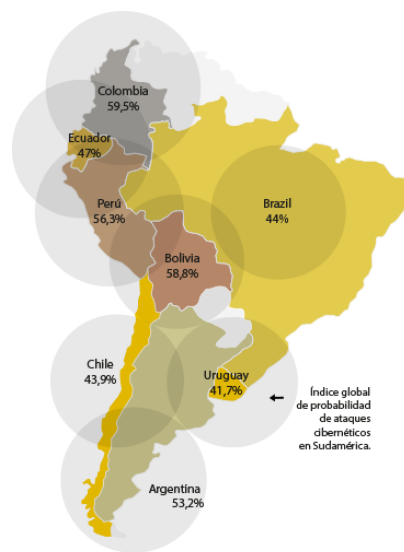 Colombia
59,5%
Ecuador
47%
Perú
56,3%
Brazil
44%
Bolivia
58,8%
Chile
43,9%
Uruguay
41,7%
Índice global
de probabilidad
de ataques
cibernéticos
en Sudamérica.
Argentina
53,2%